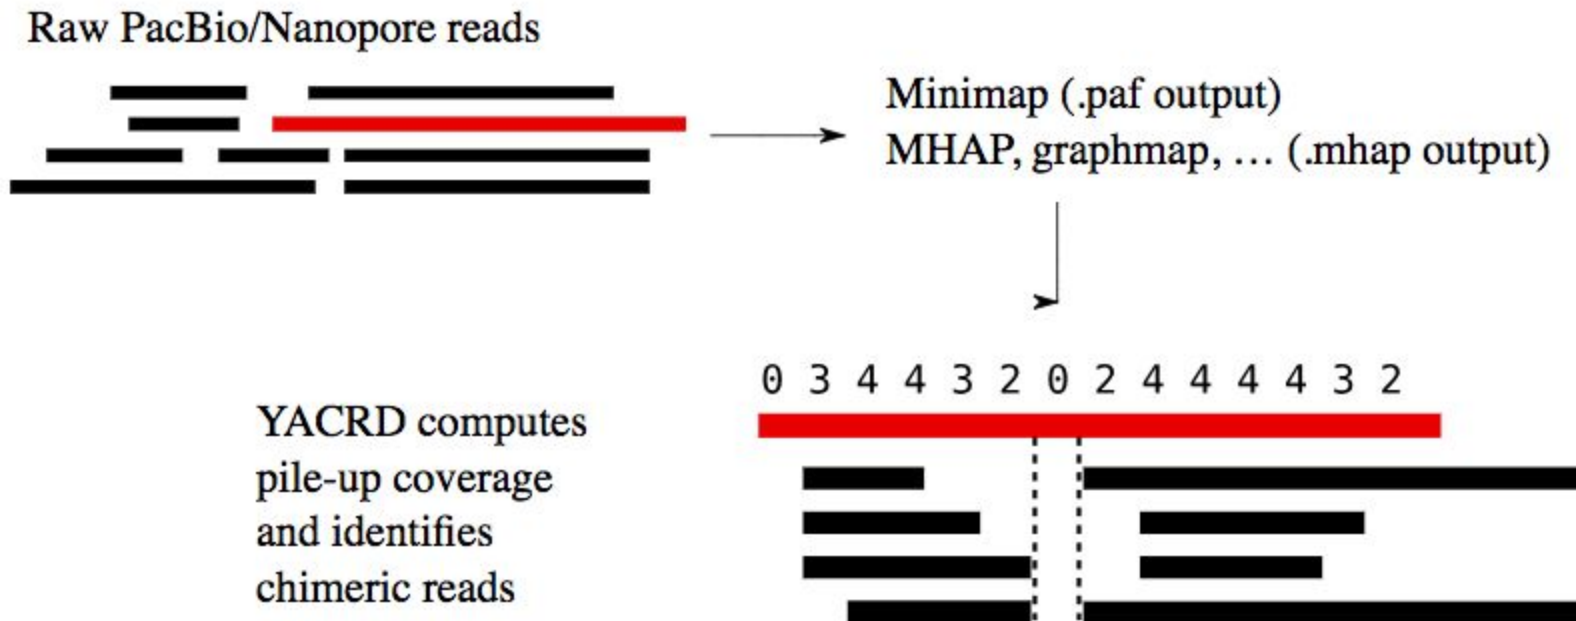 Raw PacBio/Nanopore reads
Minimap (.paf output)
MHAP, graphmap, … (.mhap output)
0 3 4 4 3 2 0 2 4 4 4 4 3 2
YACRD computes
pile-up coverage
and identifies
chimeric reads